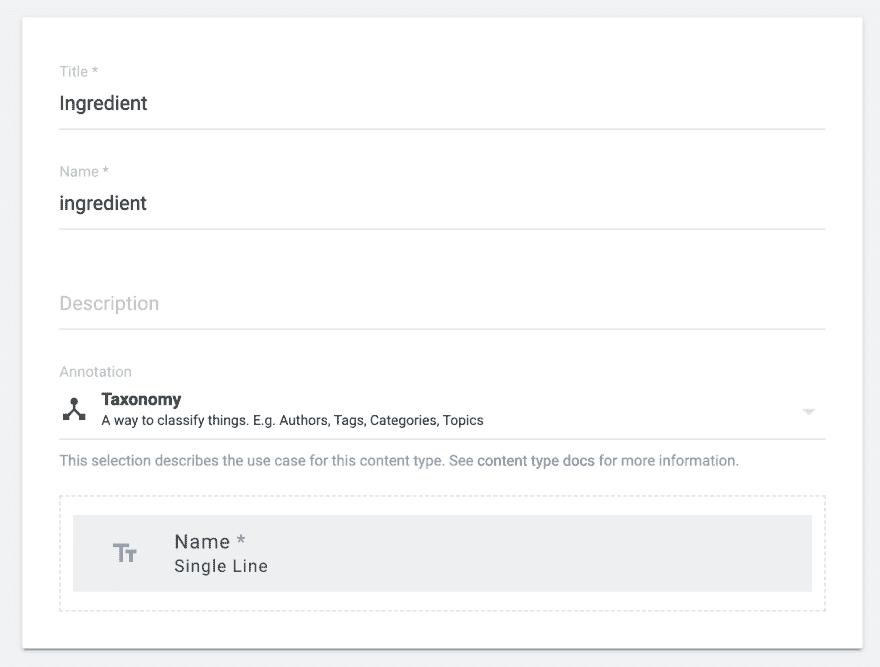 Title *
Ingredient
Name *
ingredient
Description
Annotation
Taxonomy
A way to classify things. E.g. Authors, Tags, Categories, Topics
This selection describes the use case for this content type. See content type docs for more information.
Name *
Single Line